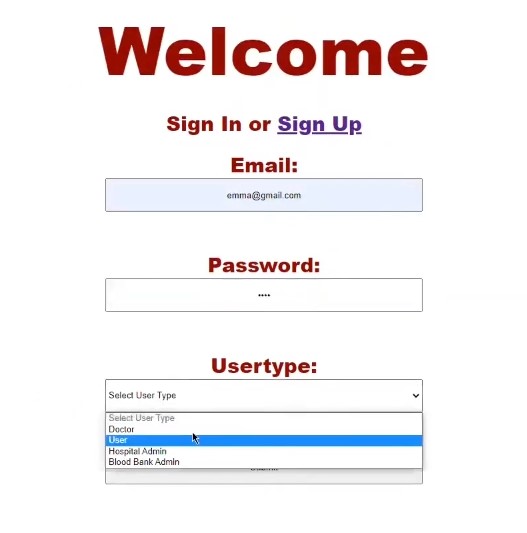 Welcome
Sign In or Sign Up
Email:
emma@gmail.com
Password:
••••
Usertype:
Select User Type
Select User Type
Doctor
User
Hospital Admin
Blood Bank Admin